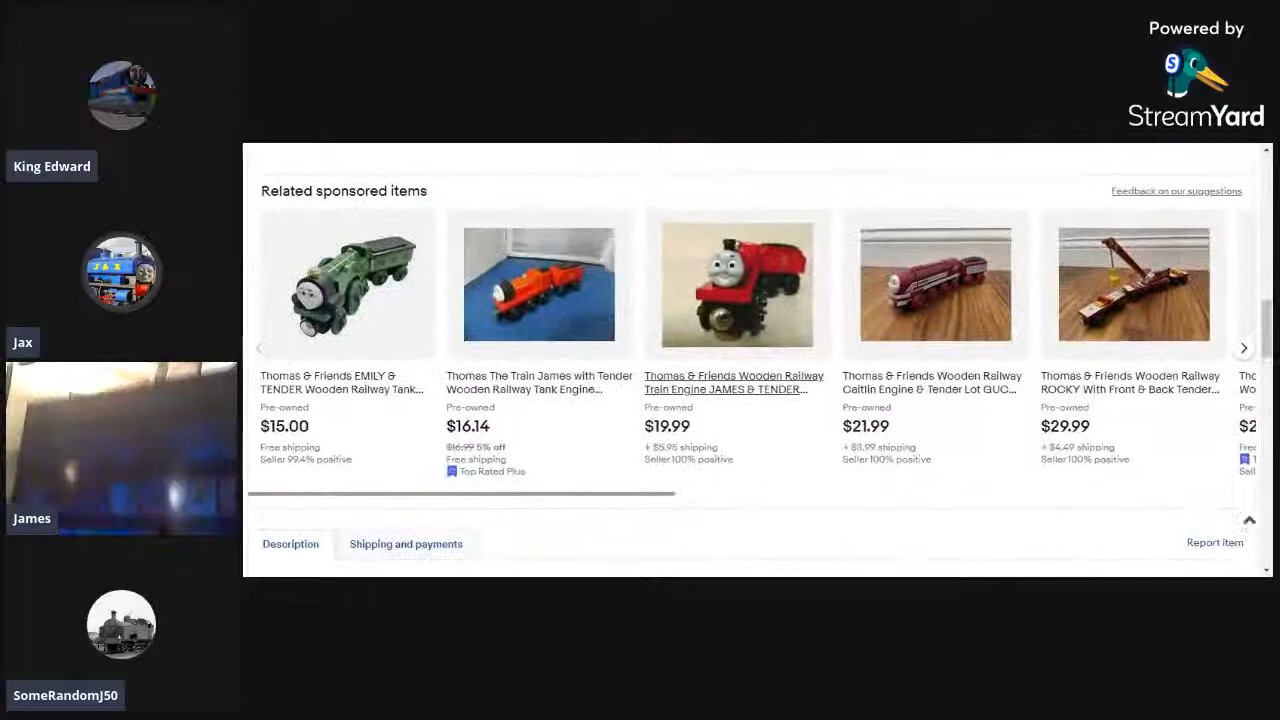 Powered by
StreamYard
King Edward
Jax
James
SomeRandomJ50
Related sponsored items
Feedback on our suggestions
Thomas & Friends EMILY &
TENDER Wooden Railway Tank...
Pre-owned
$15.00
Free shipping
Seller 99.4% positive
Thomas The Train James with Tender
Wooden Railway Tank Engine...
Pre-owned
$16.14
$16.99 5% off
Free shipping
Top Rated Plus
Thomas & Friends Wooden Railway
Train Engine JAMES & TENDER...
Pre-owned
$19.99
+ $5.95 shipping
Seller 100% positive
Thomas & Friends Wooden Railway
Caitlin Engine & Tender Lot GUC...
Pre-owned
$21.99
+ $3.99 shipping
Seller 100% positive
Thomas & Friends Wooden Railway
ROCKY With Front & Back Tender...
Pre-owned
$29.99
+ $4.49 shipping
Seller 100% positive
Description
Shipping and payments
Report item